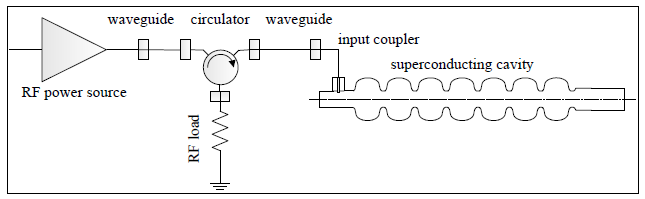 waveguide circulator waveguide
input coupler
superconducting cavity
RF power source
RF load